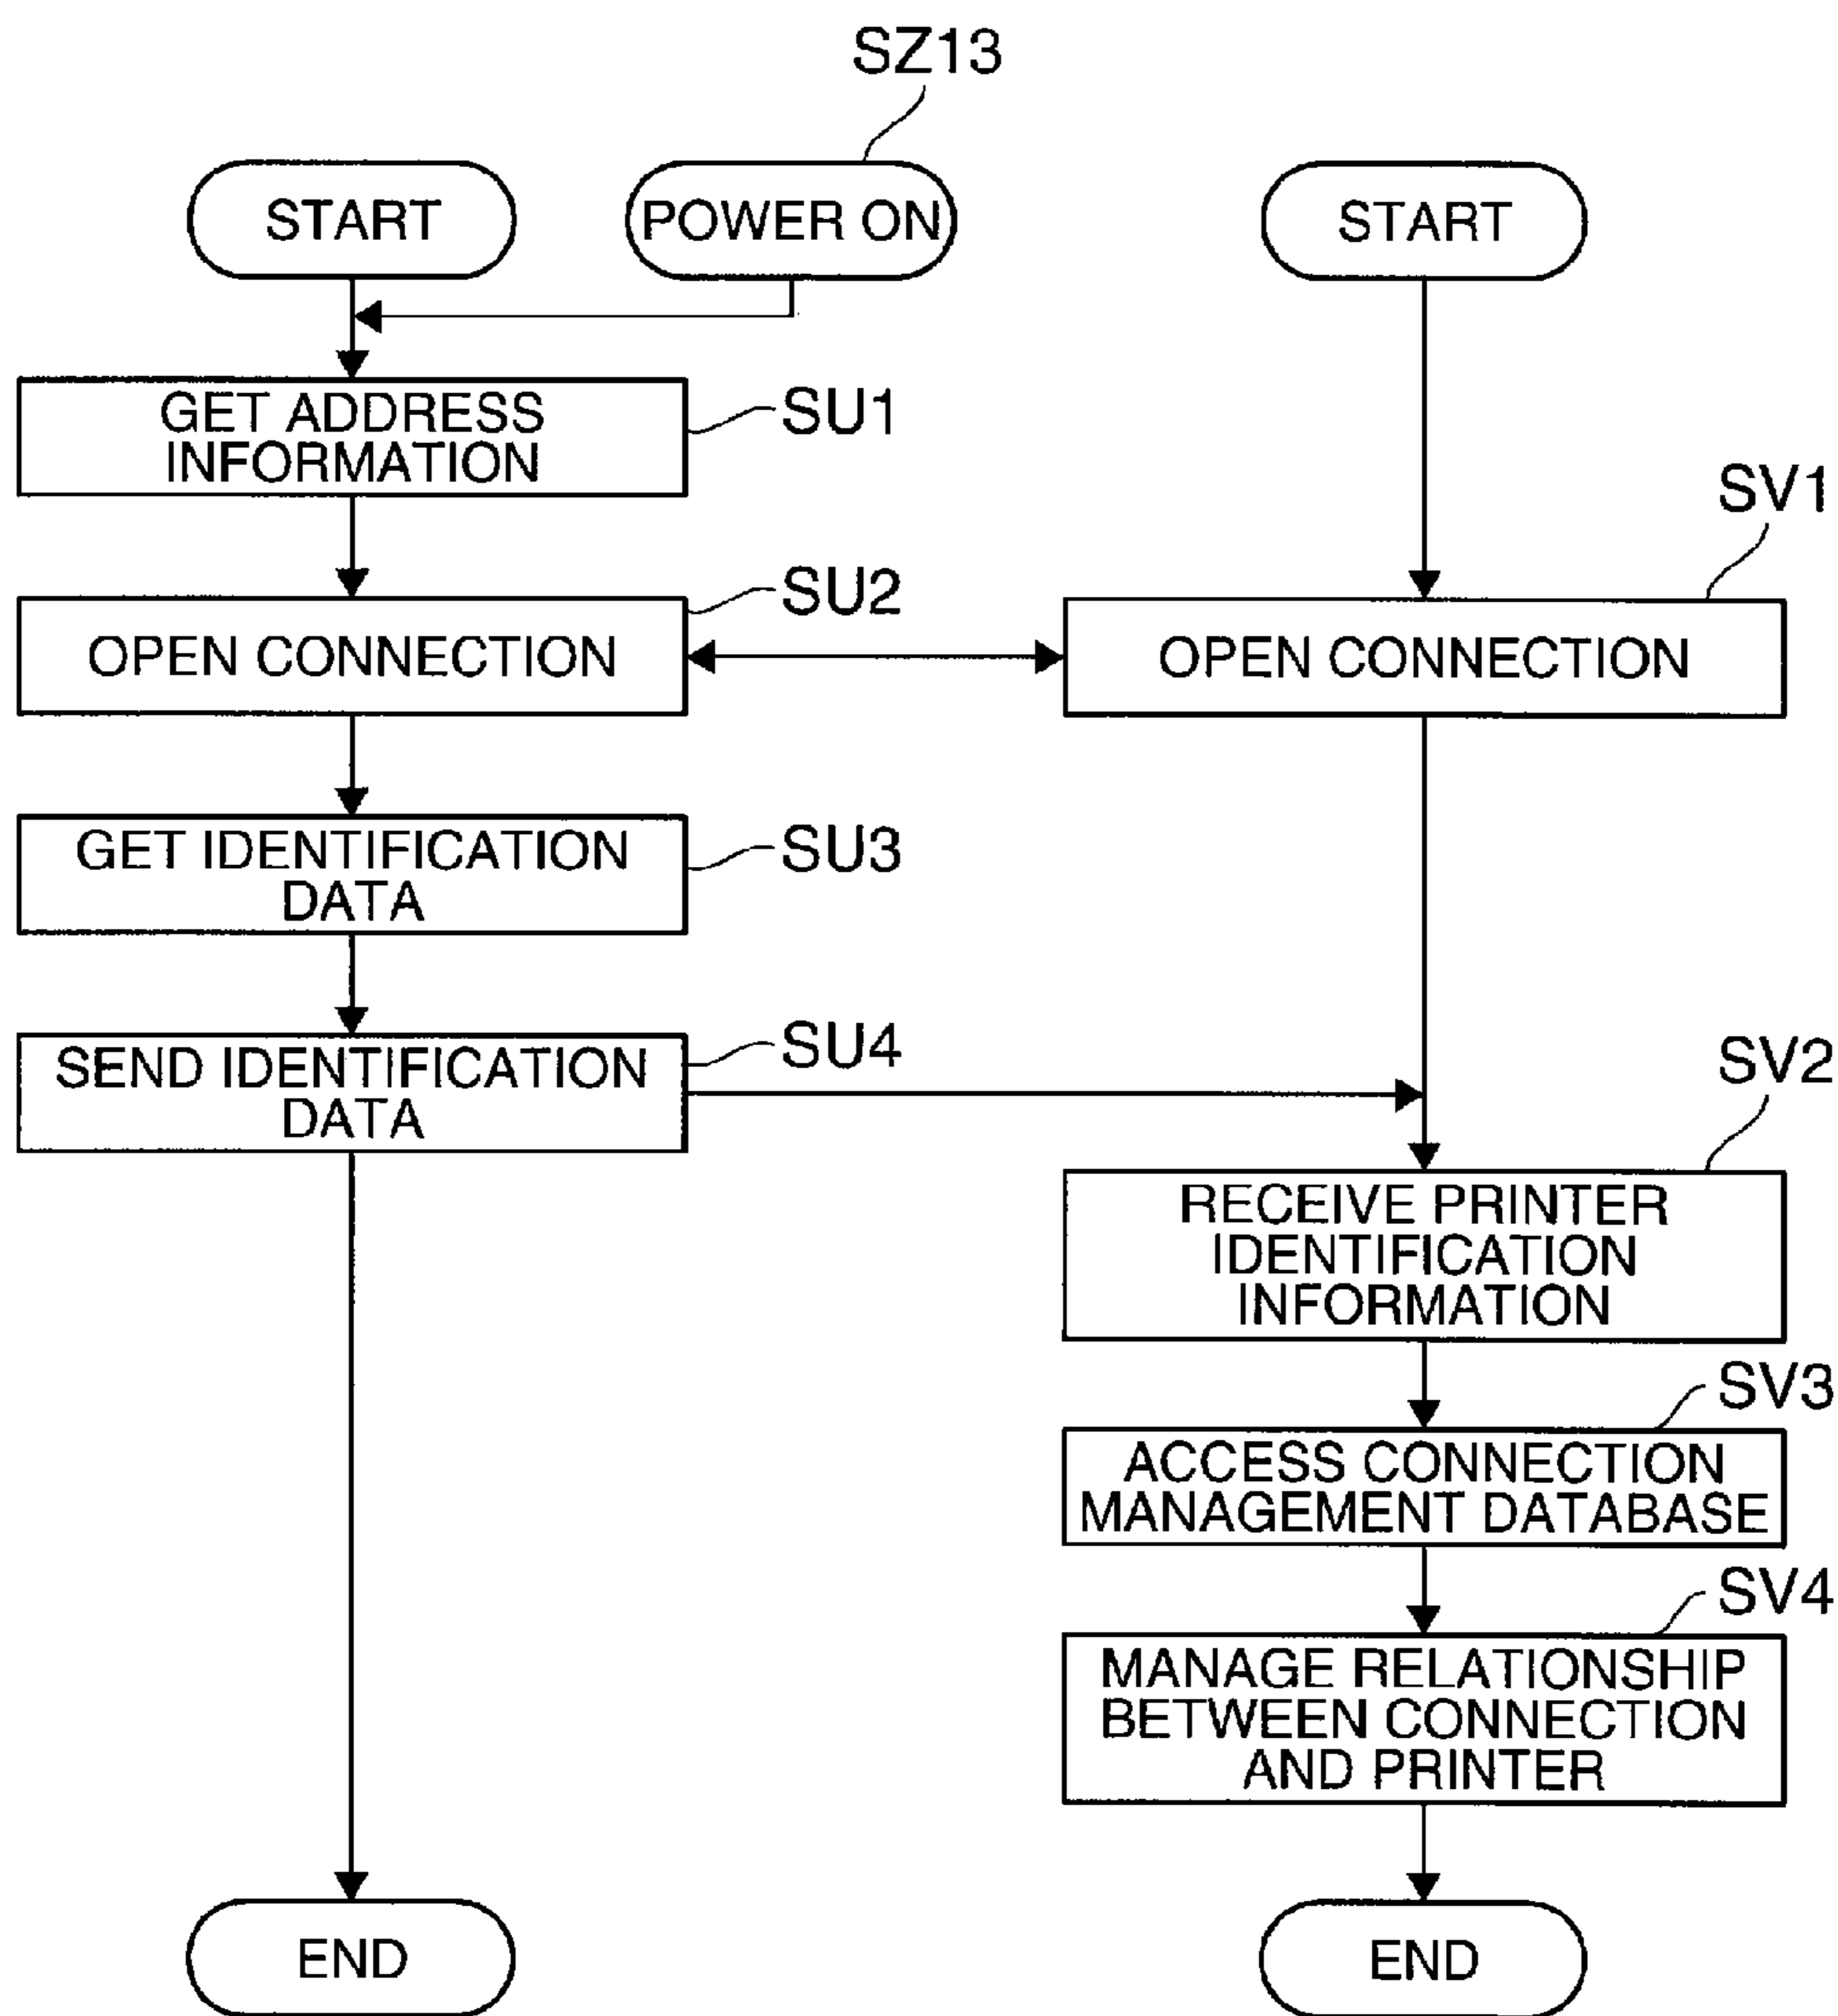 SZ13
START
POWER ON
START
GET ADDRESS
INFORMATION
SU1
SV1
SU2
OPEN CONNECTION
OPEN CONNECTION
GET IDENTIFICATION
DATA
SU3
SEND IDENTIFICATION
DATA
SU4
SV2
RECEIVE PRINTER
IDENTIFICATION
INFORMATION
SV3
ACCESS CONNECTION
MANAGEMENT DATABASE
SV4
MANAGE RELATIONSHIP
BETWEEN CONNECTION
AND PRINTER
END
END